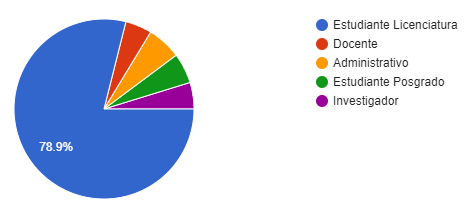 Estudiante Licenciatura
Docente
Administrativo
Estudiante Posgrado
Investigador
78.9%